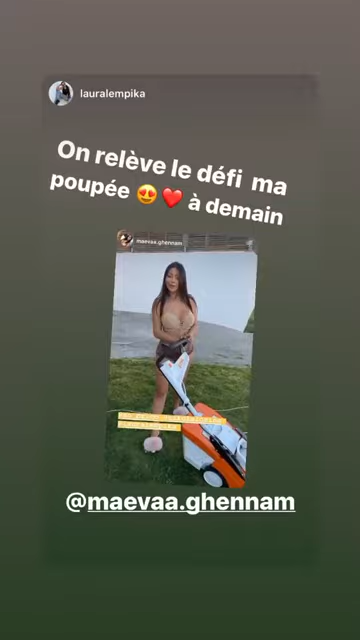 lauralempika
On relève le défi ma
poupée 😍❤️ à demain
maevaa.ghennam
@maevaa.ghennam